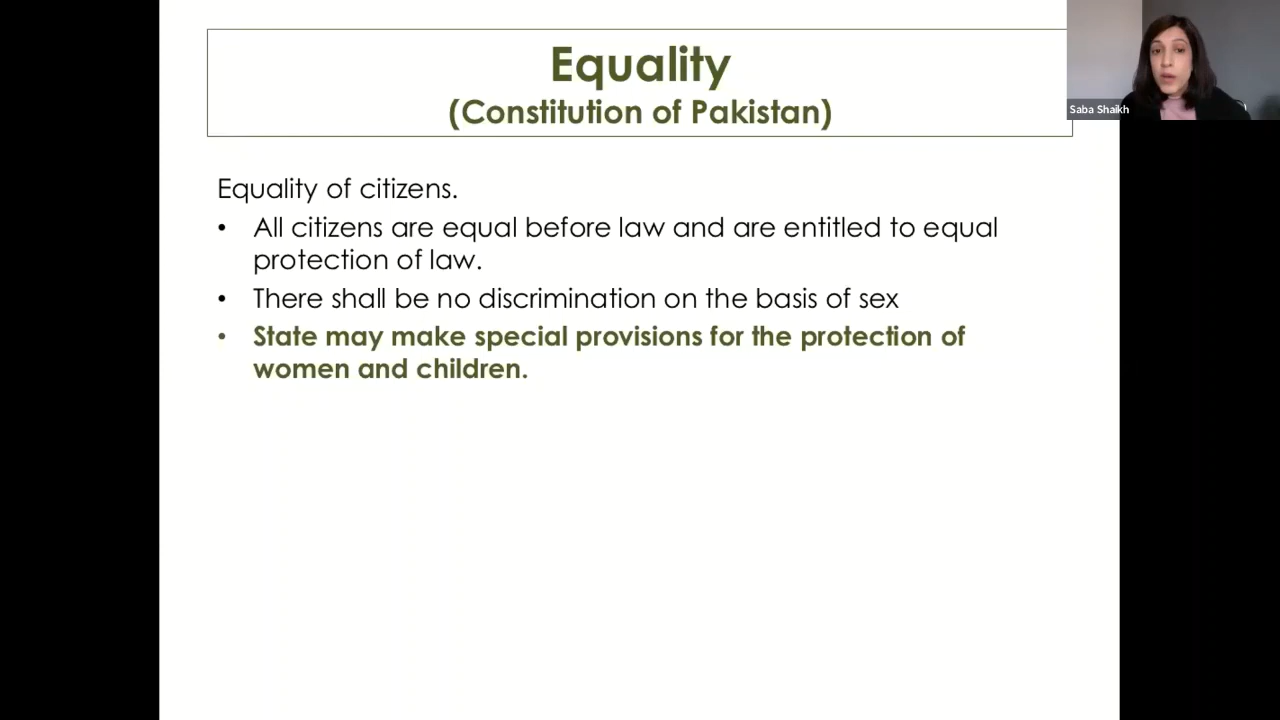 Equality
(Constitution of Pakistan)
Saba Shaikh
Equality of citizens.
• All citizens are equal before law and are entitled to equal
protection of law.
• There shall be no discrimination on the basis of sex
• State may make special provisions for the protection of
women and children.